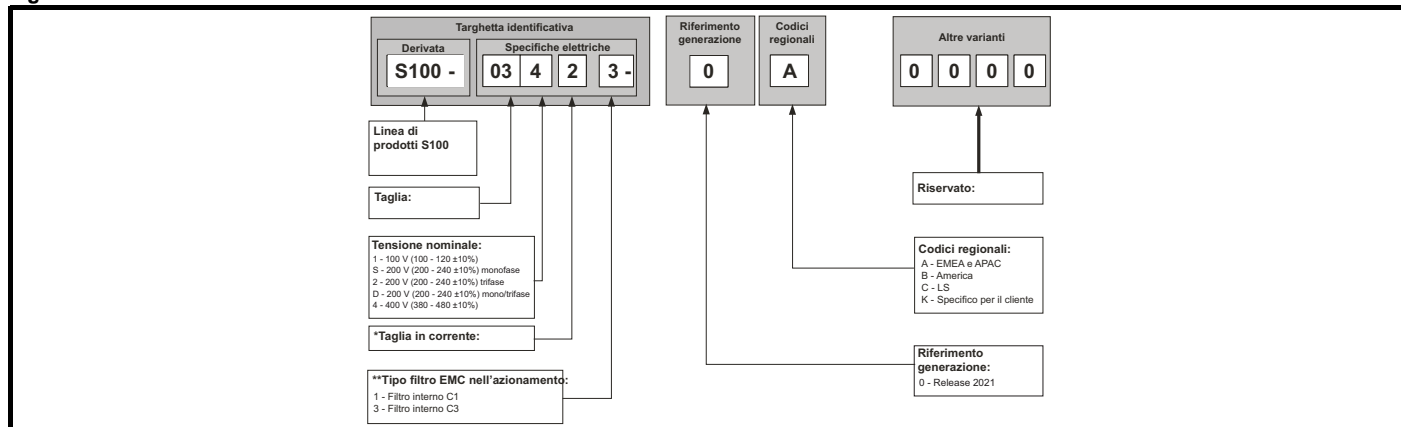 Targhetta identificativa
Derivata
Specifiche elettriche
S100 -
03 4 2 3 -
Riferimento
generazione
0
Codici
regionali
A
Altre varianti
0 0 0 0
Linea di
prodotti S100
Taglia:
Tensione nominale:
1 - 100 V (100 - 120 ±10%)
S - 200 V (200 - 240 ±10%) monofase
2 - 200 V (200 - 240 ±10%) trifase
D - 200 V (200 - 240 ±10%) mono/trifase
4 - 400 V (380 - 480 ±10%)
*Taglia in corrente:
**Tipo filtro EMC nell'azionamento:
1 - Filtro interno C1
3 - Filtro interno C3
Riservato:
Codici regionali:
A - EMEA e APAC
B - America
C - LS
K - Specifico per il cliente
Riferimento
generazione:
0 - Release 2021